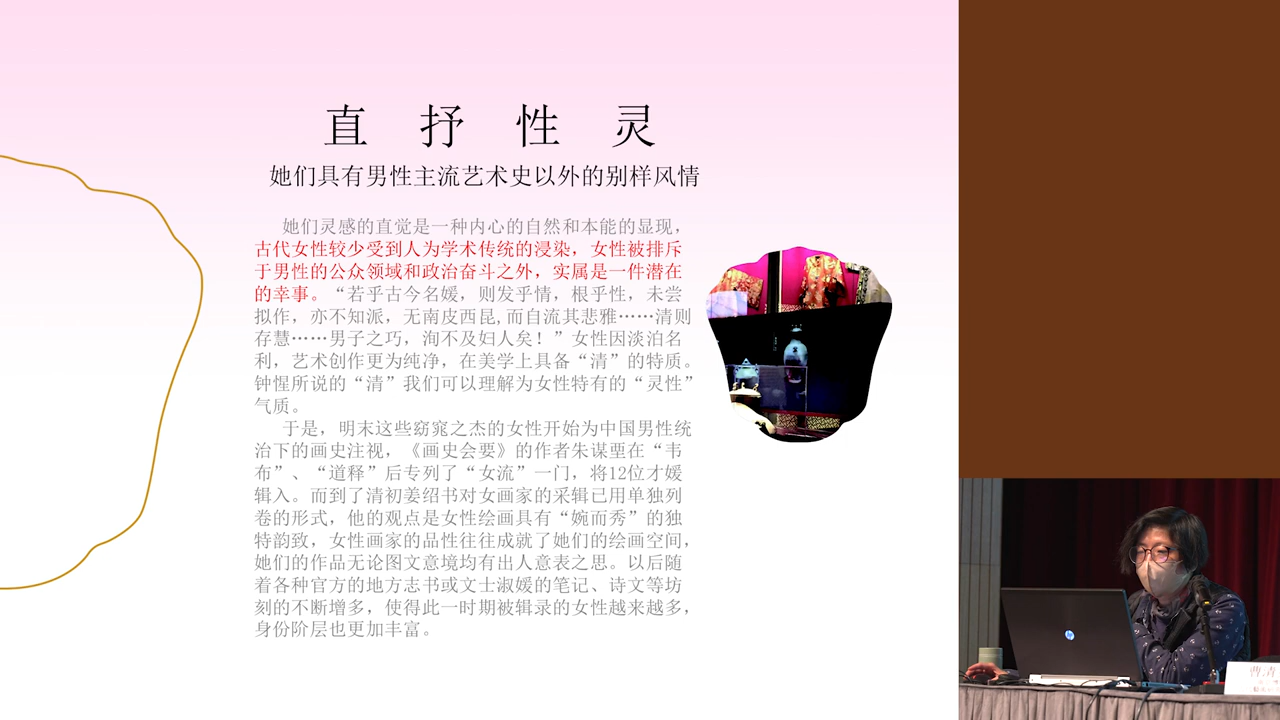 直 抒 性 灵
她们具有男性主流艺术史以外的别样风情
她们灵感的直觉是一种内心的自然和本能的显现，
古代女性较少受到人为学术传统的浸染，女性被排斥
于男性的公众领域和政治奋斗之外，实属是一件潜在
的幸事。“若乎古今名媛，则发乎情，根乎性，未尝
拟作，亦不知派，无南皮西昆,而自流其悲雅……清则
存慧……男子之巧，洵不及妇人矣！”女性因淡泊名
利，艺术创作更为纯净，在美学上具备“清”的特质。
钟惺所说的“清”我们可以理解为女性特有的“灵性”
气质。
于是，明末这些窈窕之杰的女性开始为中国男性统
治下的画史注视，《画史会要》的作者朱谋垔在“韦
布”、“道释”后专列了“女流”一门，将12位才媛
辑入。而到了清初姜绍书对女画家的采辑已用单独列
卷的形式，他的观点是女性绘画具有“婉而秀”的独
特韵致，女性画家的品性往往成就了她们的绘画空间，
她们的作品无论图文意境均有出人意表之思。以后随
着各种官方的地方志书或文士淑媛的笔记、诗文等坊
刻的不断增多，使得此一时期被辑录的女性越来越多，
身份阶层也更加丰富。
hp